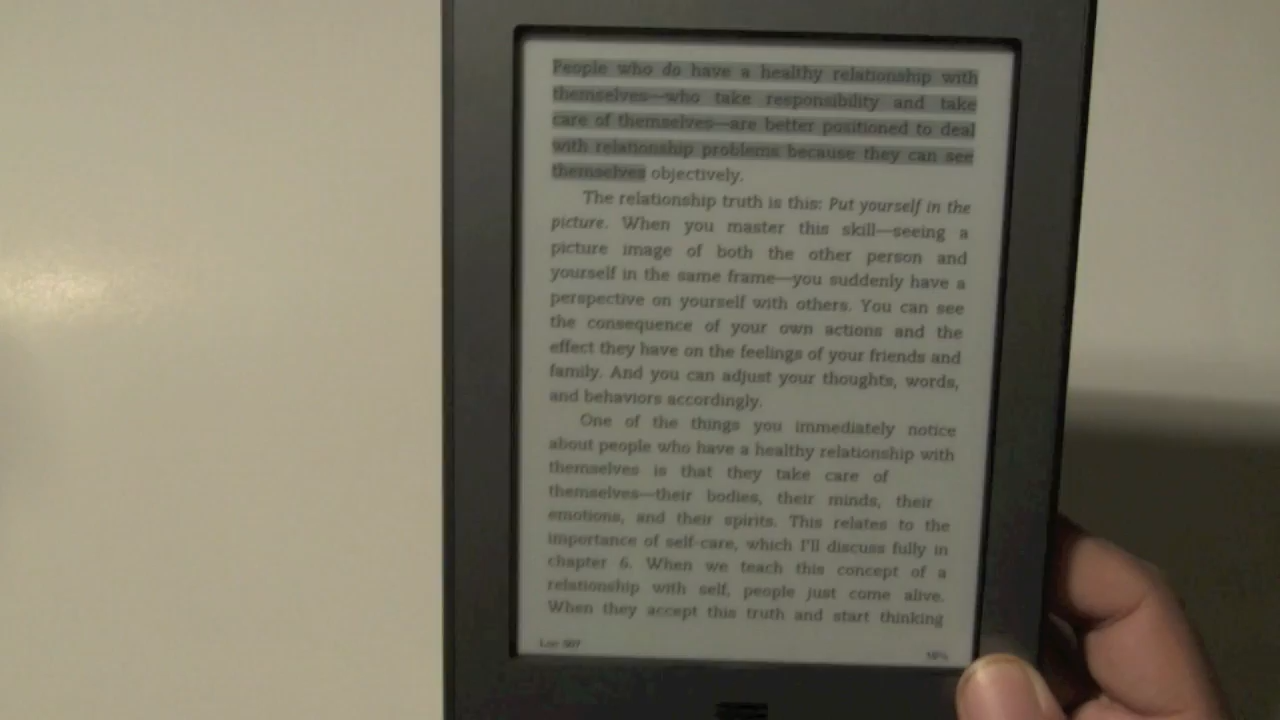 People who do have a healthy relationship with
themselves—who take responsibility and take
care of themselves—are better positioned to deal
with relationship problems because they can see
themselves objectively.
The relationship truth is this: Put yourself in the
picture. When you master this skill—seeing a
picture image of both the other person and
yourself in the same frame—you suddenly have a
perspective on yourself with others. You can see
the consequence of your own actions and the
effect they have on the feelings of your friends and
family. And you can adjust your thoughts, words,
and behaviors accordingly.
One of the things you immediately notice
about people who have a healthy relationship with
themselves is that they take care of
themselves—their bodies, their minds, their
emotions, and their spirits. This relates to the
importance of self-care, which I'll discuss fully in
chapter 6. When we teach this concept of a
relationship with self, people just come alive.
When they accept this truth and start thinking
Loc 907